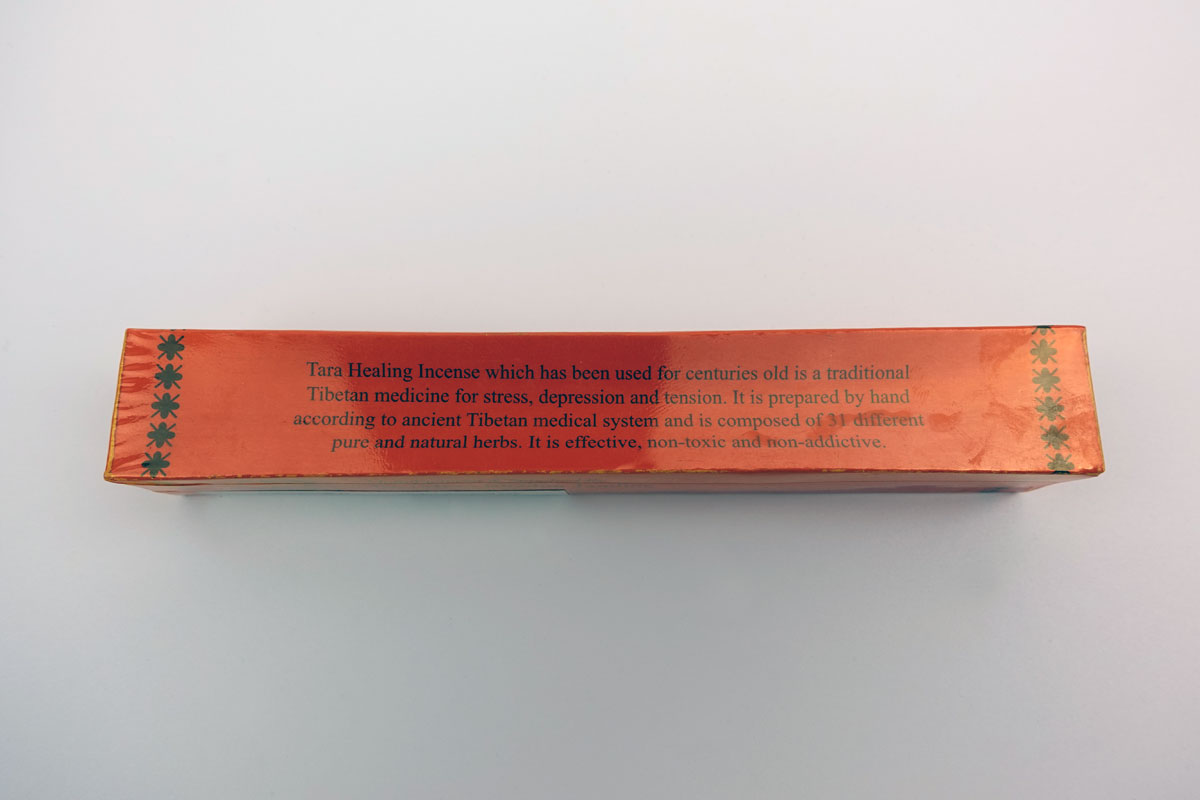 Tara Healing Incense which has been used for centuries old is a traditional
Tibetan medicine for stress, depression and tension. It is prepared by hand
according to ancient Tibetan medical system and is composed of 31 different
pure and natural herbs. It is effective, non-toxic and non-addictive.